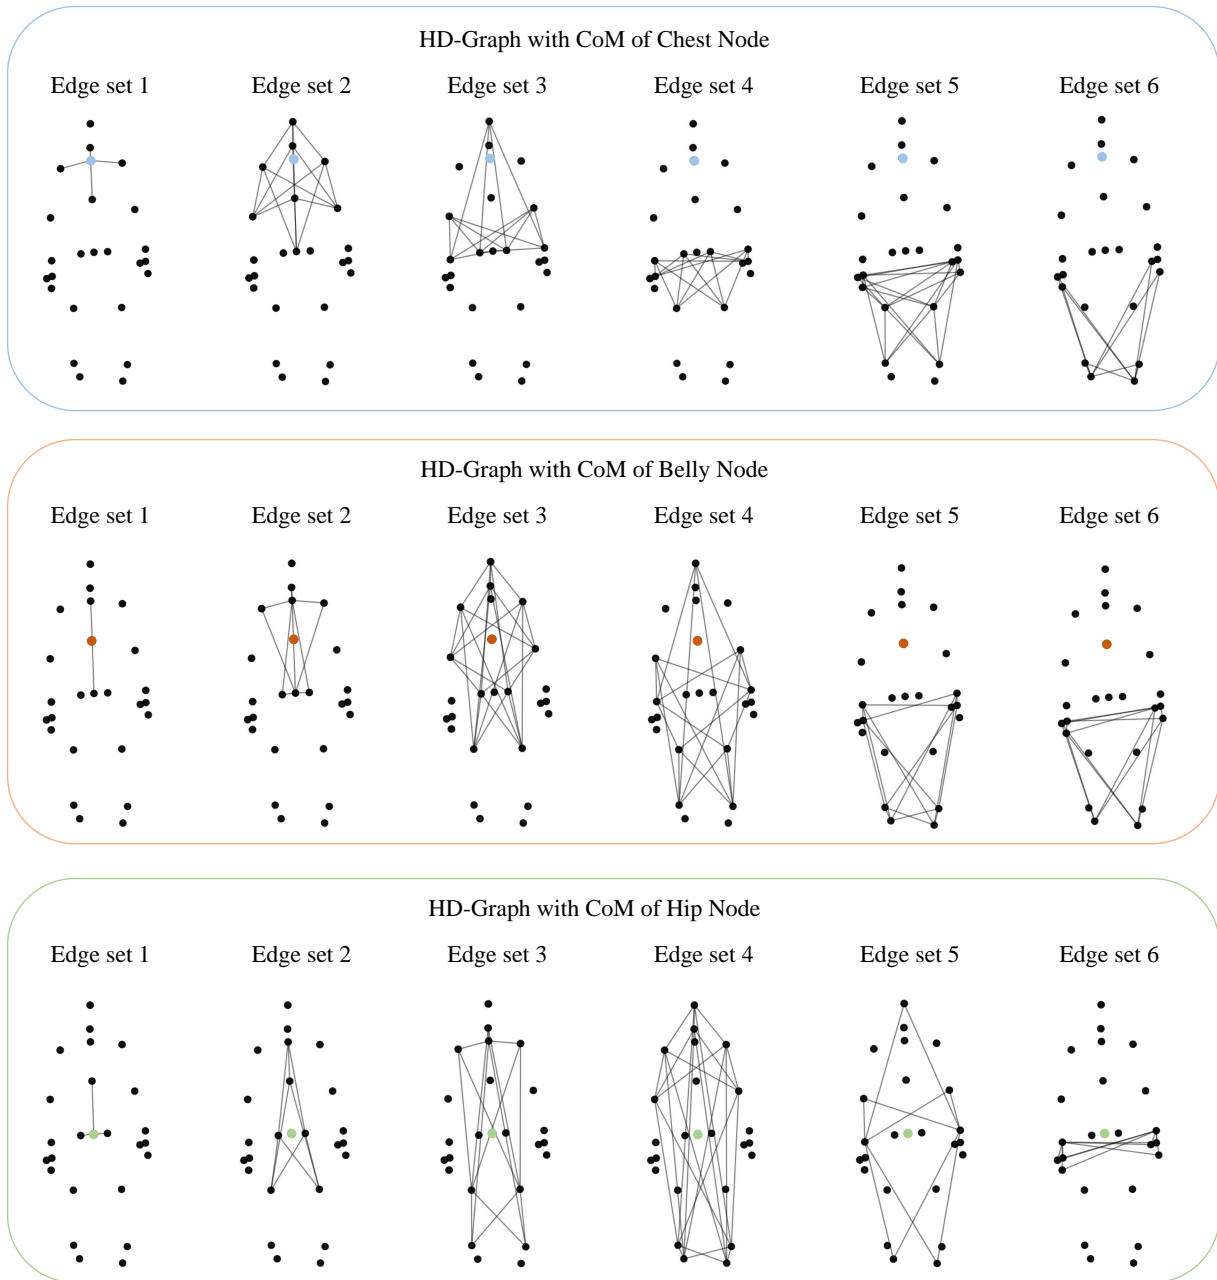 HD-Graph with CoM of Chest Node
Edge set 1 Edge set 2 Edge set 3 Edge set 4 Edge set 5 Edge set 6
HD-Graph with CoM of Belly Node
Edge set 1 Edge set 2 Edge set 3 Edge set 4 Edge set 5 Edge set 6
HD-Graph with CoM of Hip Node
Edge set 1 Edge set 2 Edge set 3 Edge set 4 Edge set 5 Edge set 6